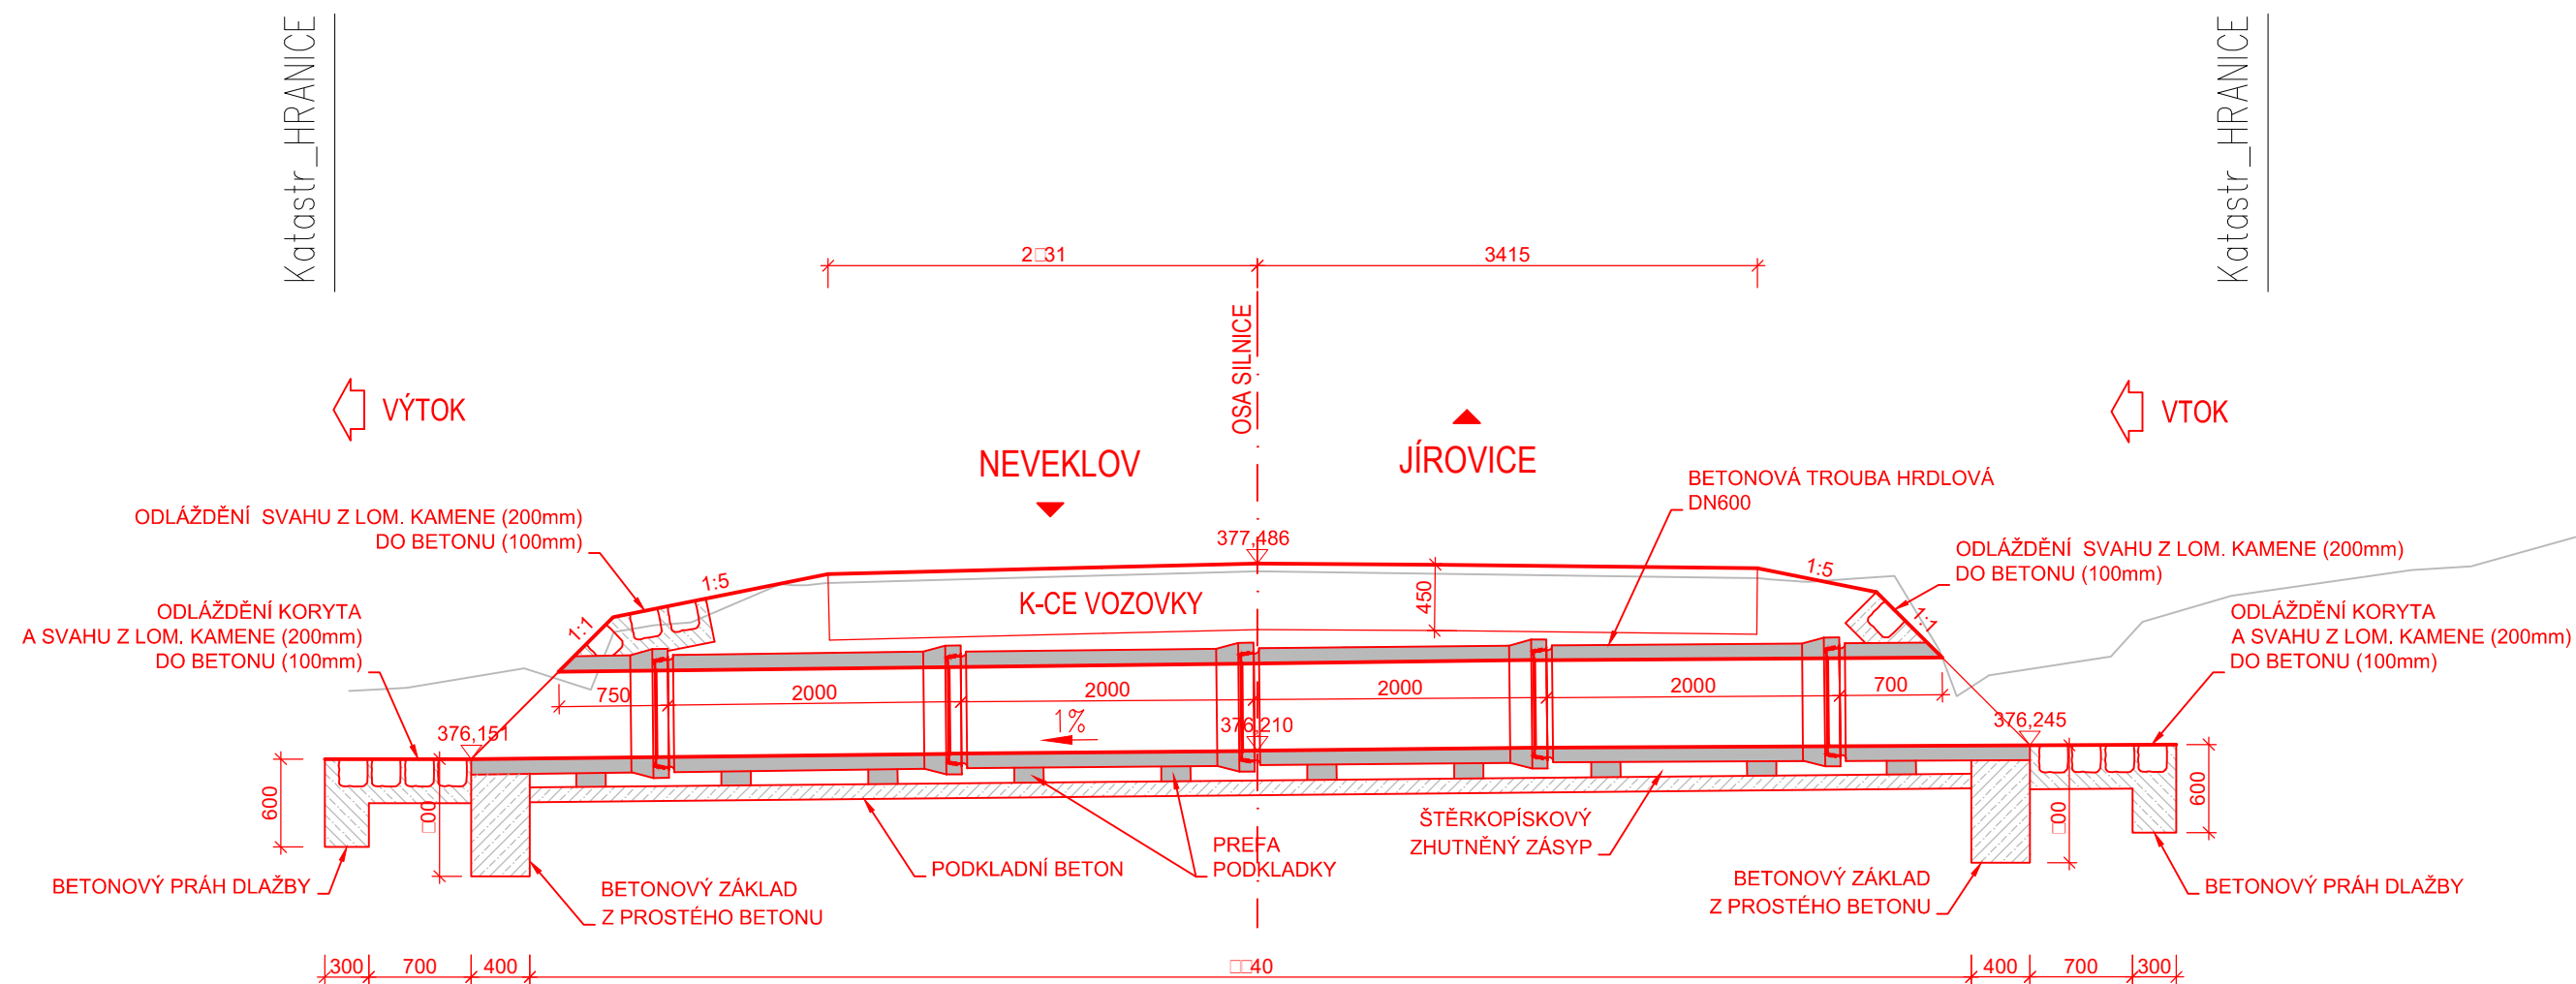 Katastr_HRANICE
Katastr_HRANICE
2□31
3415
OSA SILNICE
VÝTOK
VTOK
NEVEKLOV
JÍROVICE
BETONOVÁ TROUBA HRDLOVÁ
DN600
ODLÁŽDĚNÍ SVAHU Z LOM. KAMENE (200mm)
DO BETONU (100mm)
377,486
ODLÁŽDĚNÍ SVAHU Z LOM. KAMENE (200mm)
DO BETONU (100mm)
1:5
1:5
K-CE VOZOVKY
450
1:1
1:1
ODLÁŽDĚNÍ KORYTA
A SVAHU Z LOM. KAMENE (200mm)
DO BETONU (100mm)
ODLÁŽDĚNÍ KORYTA
A SVAHU Z LOM. KAMENE (200mm)
DO BETONU (100mm)
750
2000
2000
2000
2000
700
376,151
1%
376,210
376,245
600
□00
□00
600
ŠTĚRKOPÍSKOVÝ
ZHUTNĚNÝ ZÁSYP
PREFA
PODKLADKY
PODKLADNÍ BETON
BETONOVÝ PRÁH DLAŽBY
BETONOVÝ ZÁKLAD
Z PROSTÉHO BETONU
BETONOVÝ ZÁKLAD
Z PROSTÉHO BETONU
BETONOVÝ PRÁH DLAŽBY
300
700
400
□□40
400
700
300